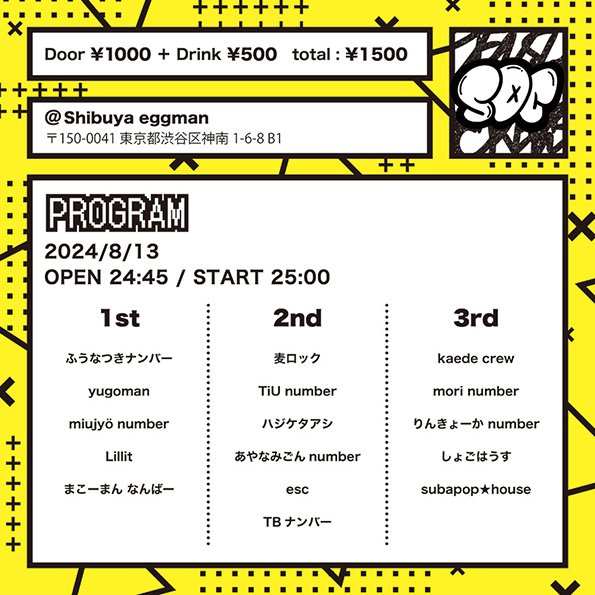 Door ¥1000 + Drink ¥500 total : ¥1500
@Shibuya eggman
〒150-0041 東京都渋谷区神南 1-6-8 B1
PROGRAM
2024/8/13
OPEN 24:45 / START 25:00
1st
ふうなつきナンバー
yugoman
miujyö number
Lillit
まこーまん なんばー
2nd
麦ロック
TiU number
ハジケタアシ
あやなみごん number
esc
TB ナンバー
3rd
kaede crew
mori number
りんきょーか number
しょごはうす
subapop★house